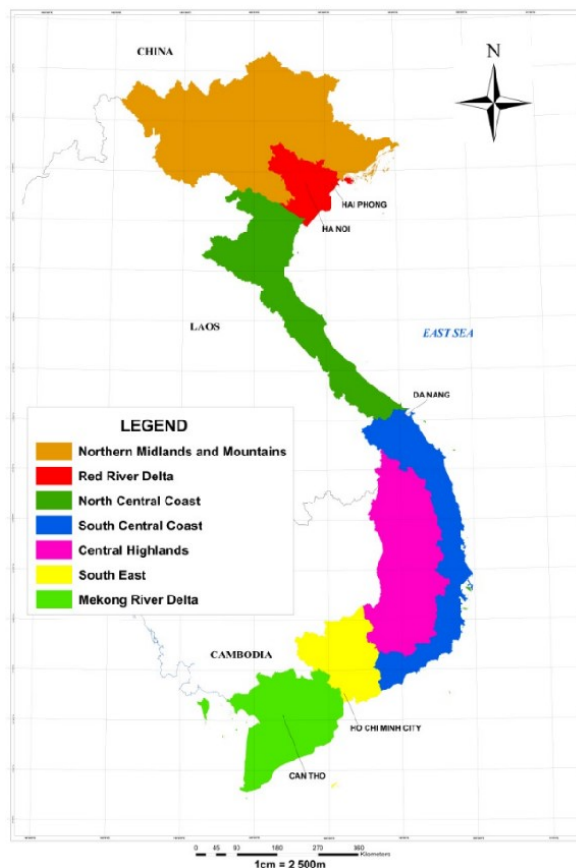 CHINA
N
HAI PHONG
HA NOI
LAOS
EAST SEA
DA NANG
LEGEND
Northern Midlands and Mountains
Red River Delta
North Central Coast
South Central Coast
Central Highlands
South East
Mekong River Delta
CAMBODIA
HO CHI MINH CITY
CAN THO
0 45 90 180 270 360
Kilometers
1cm = 2 500m